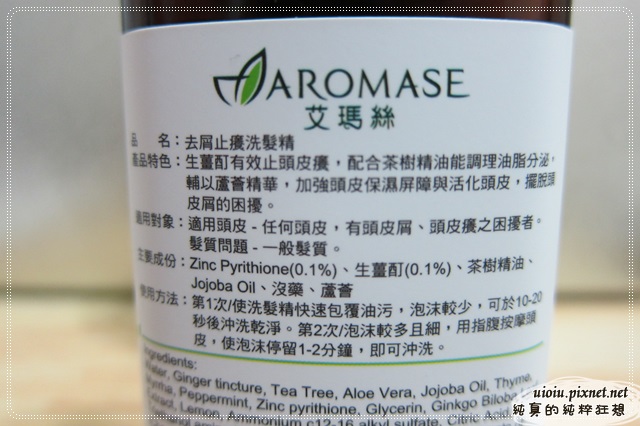 AROMASE
艾瑪絲
品　　名：去屑止癢洗髮精
產品特色：生薑酊有效止頭皮癢，配合茶樹精油能調理油脂分泌，
輔以蘆薈精華，加強頭皮保濕屏障與活化頭皮，擺脫頭
皮屑的困擾。
適用對象：適用頭皮 - 任何頭皮，有頭皮屑、頭皮癢之困擾者。
髮質問題 - 一般髮質。
主要成份：Zinc Pyrithione(0.1%)、生薑酊(0.1%)、茶樹精油、
Jojoba Oil、沒藥、蘆薈
使用方法：第1次/使洗髮精快速包覆油污，泡沫較少，可於10-20
秒後沖洗乾淨。第2次/泡沫較多且細，用指腹按摩頭
皮，使泡沫停留1-2分鐘，即可沖洗。
Ingredients:
Water, Ginger tincture, Tea Tree, Aloe Vera, Jojoba Oil, Thyme,
Myrrha, Peppermint, Zinc pyrithione, Glycerin, Ginkgo Biloba
Extract, Lemon, Ammonium c12-16 alkyl sulfate, Citric
uioiu.pixnet.net
純真的純粹狂想